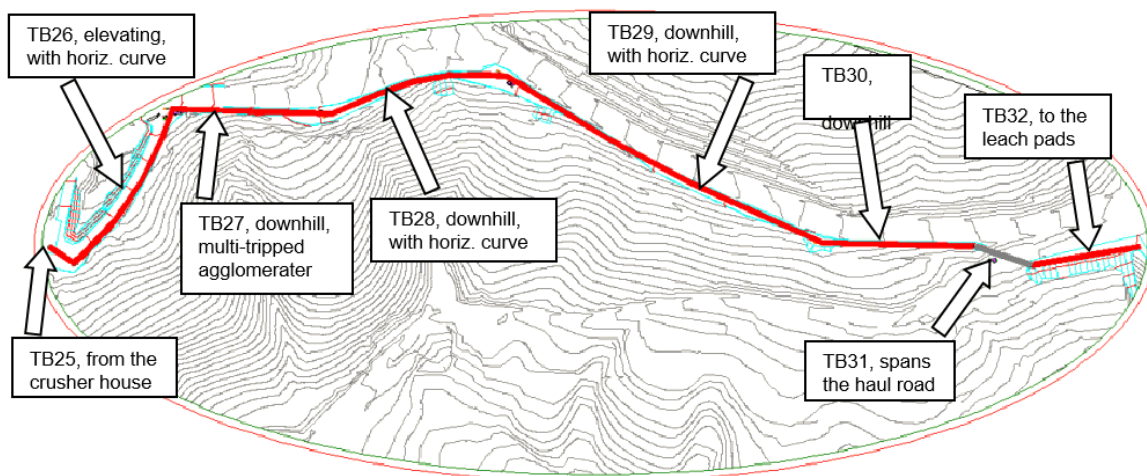 TB26, elevating,
with horiz. curve
TB29, downhill,
with horiz. curve
TB30,
downhill
TB32, to the
leach pads
TB27, downhill,
multi-tripped
agglomerater
TB28, downhill,
with horiz. curve
TB25, from the
crusher house
TB31, spans
the haul road